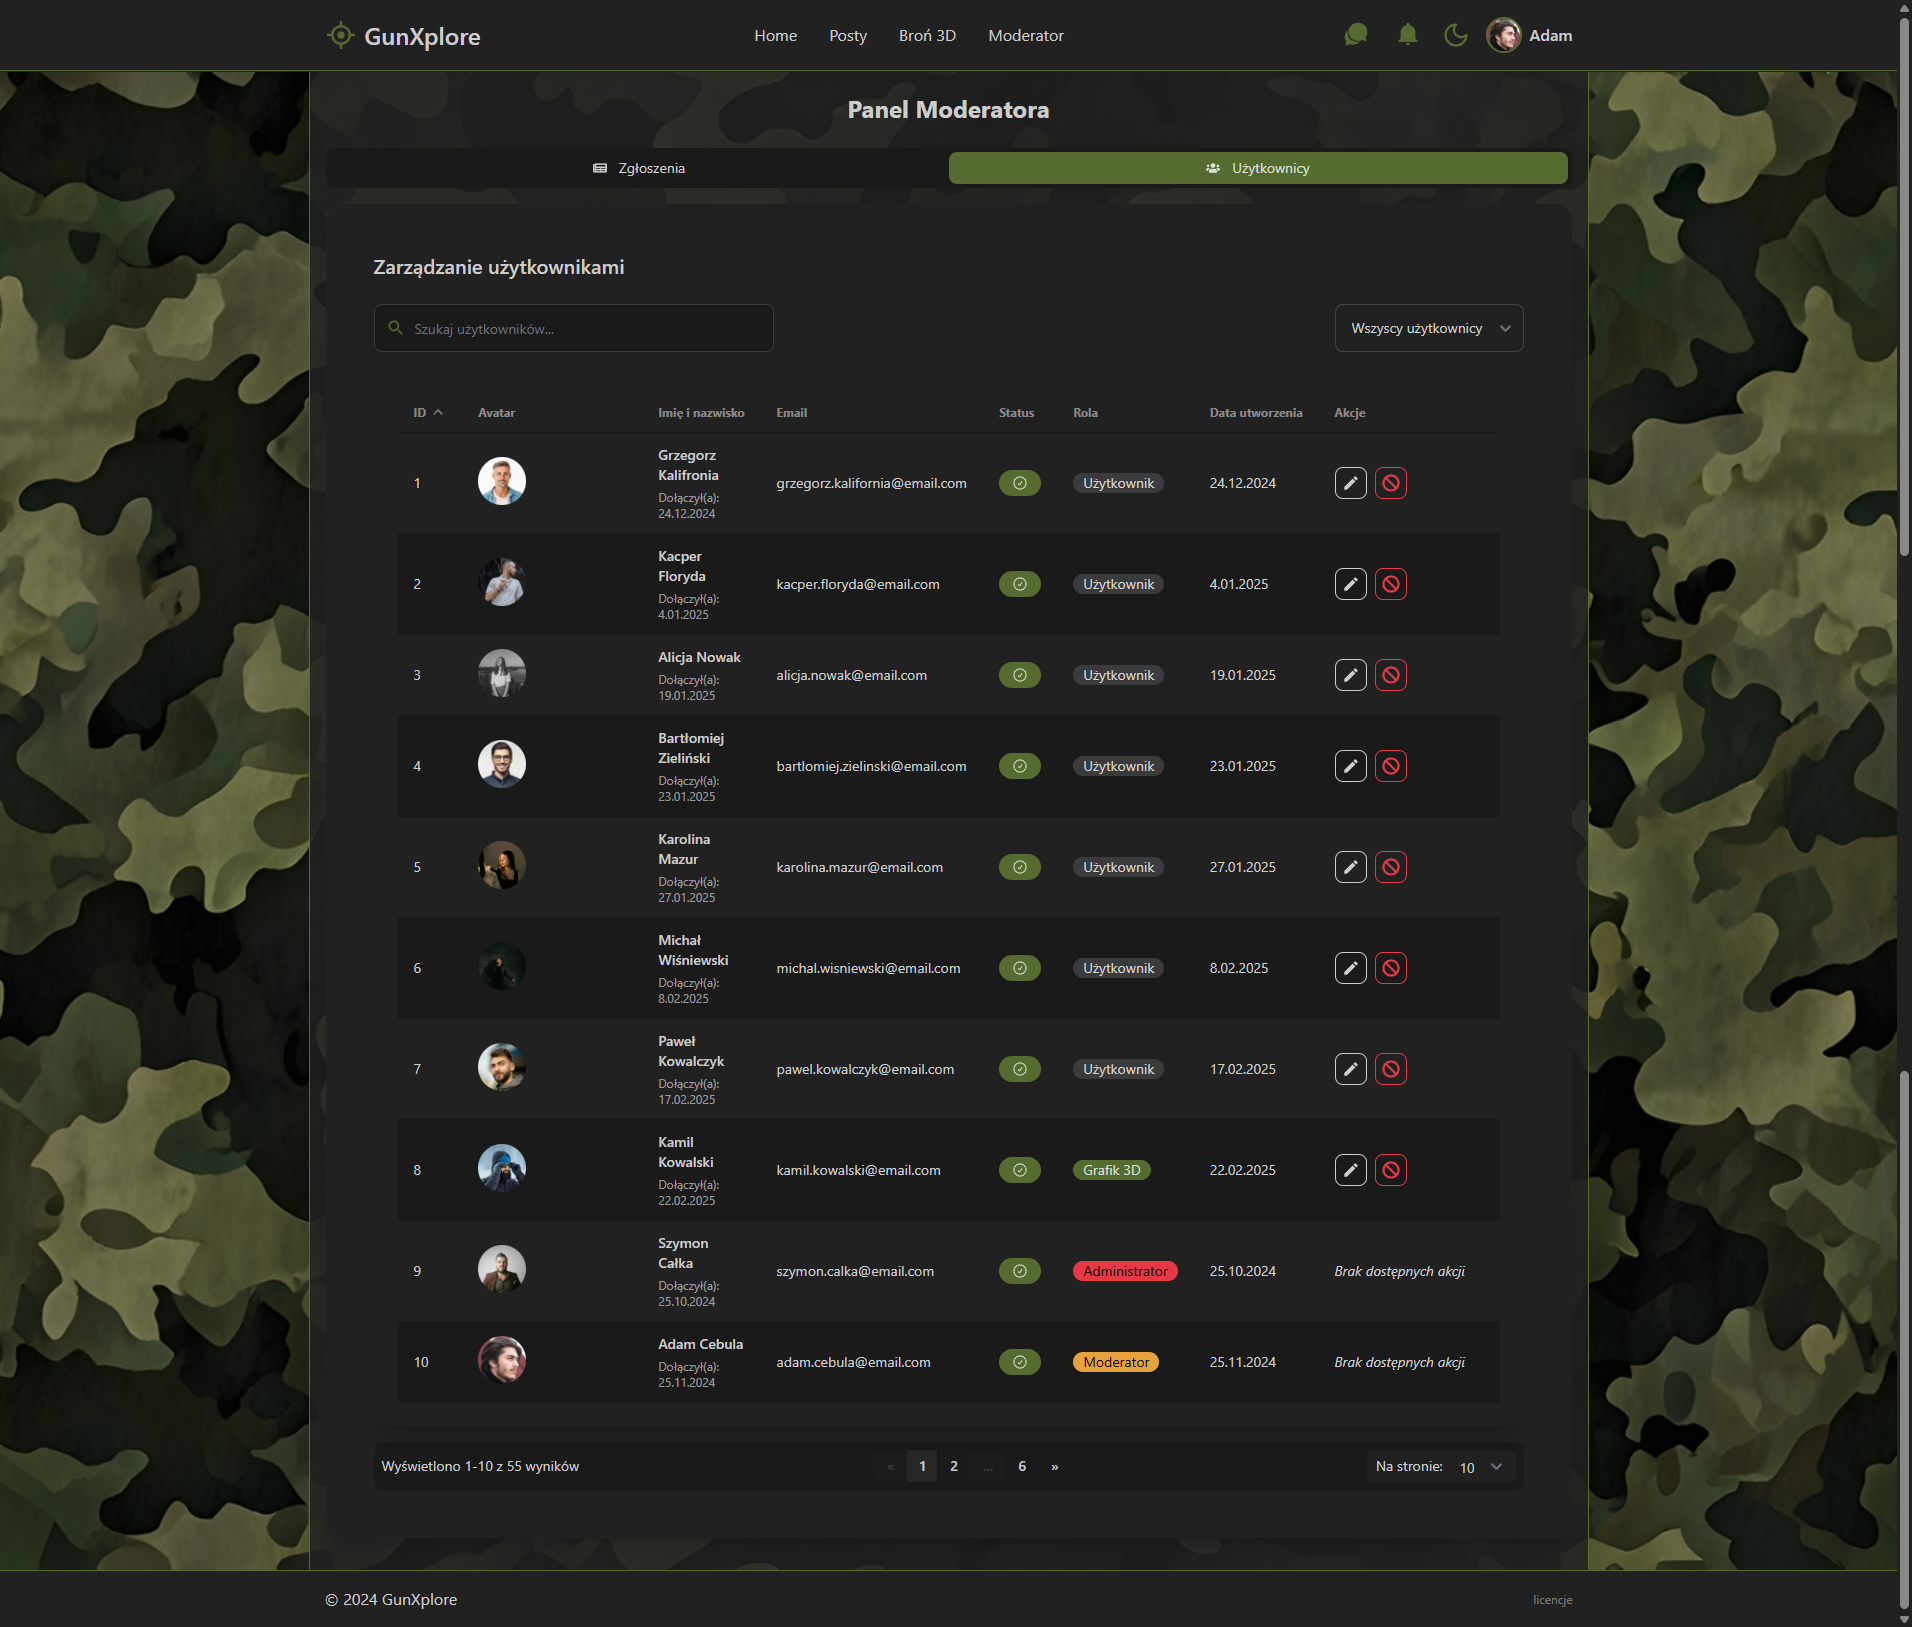 GunXplore
Home Posty Broń 3D Moderator
Adam
Panel Moderatora
Zgłoszenia Użytkownicy
Zarządzanie użytkownikami
Szukaj użytkowników... Wszyscy użytkownicy
ID Avatar Imię i nazwisko Email Status Rola Data utworzenia Akcje
Grzegorz
Kalifronia
1 grzegorz.kalifornia@email.com Użytkownik 24.12.2024
Dołączył(a):
24.12.2024
Kacper
Floryda
2 kacper.floryda@email.com Użytkownik 4.01.2025
Dołączył(a):
4.01.2025
Alicja Nowak
3 alicja.nowak@email.com Użytkownik 19.01.2025
Dołączył(a):
19.01.2025
Bartłomiej
Zieliński
4 bartlomiej.zielinski@email.com Użytkownik 23.01.2025
Dołączył(a):
23.01.2025
Karolina
Mazur
5 karolina.mazur@email.com Użytkownik 27.01.2025
Dołączył(a):
27.01.2025
Michał
Wiśniewski
6 michal.wisniewski@email.com Użytkownik 8.02.2025
Dołączył(a):
8.02.2025
Paweł
Kowalczyk
7 pawel.kowalczyk@email.com Użytkownik 17.02.2025
Dołączył(a):
17.02.2025
Kamil
Kowalski
8 kamil.kowalski@email.com Grafik 3D 22.02.2025
Dołączył(a):
22.02.2025
Szymon
Całka
9 szymon.calka@email.com Administrator 25.10.2024 Brak dostępnych akcji
Dołączył(a):
25.10.2024
Adam Cebula
10 adam.cebula@email.com Moderator 25.11.2024 Brak dostępnych akcji
Dołączył(a):
25.11.2024
Wyświetlono 1-10 z 55 wyników « 1 2 ... 6 » Na stronie: 10
© 2024 GunXplore licencje